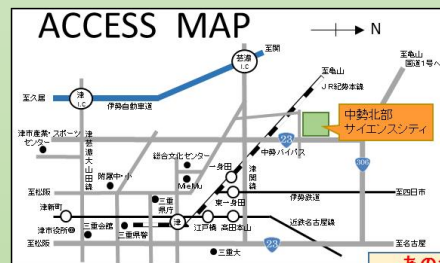 ACCESS MAP
N
至関
芸濃
I.C
至亀山
至亀山
国道1号へ
JR紀勢本線
至久居
津
I.C
伊勢自動車道
中勢北部
サイエンスシティ
津市産業・スポーツ
センター
津芸濃大山田線
23
中勢バイパス
総合文化センター
一身田
津関線
306
附属中・小
MieMu
至松阪
伊勢鉄道
至四日市
三重
県庁
東一身田
津新町
近鉄名古屋線
津市役所
三重会館
三重県警
津
江戸橋
高田本山
至松阪
23
至名古屋
三重大